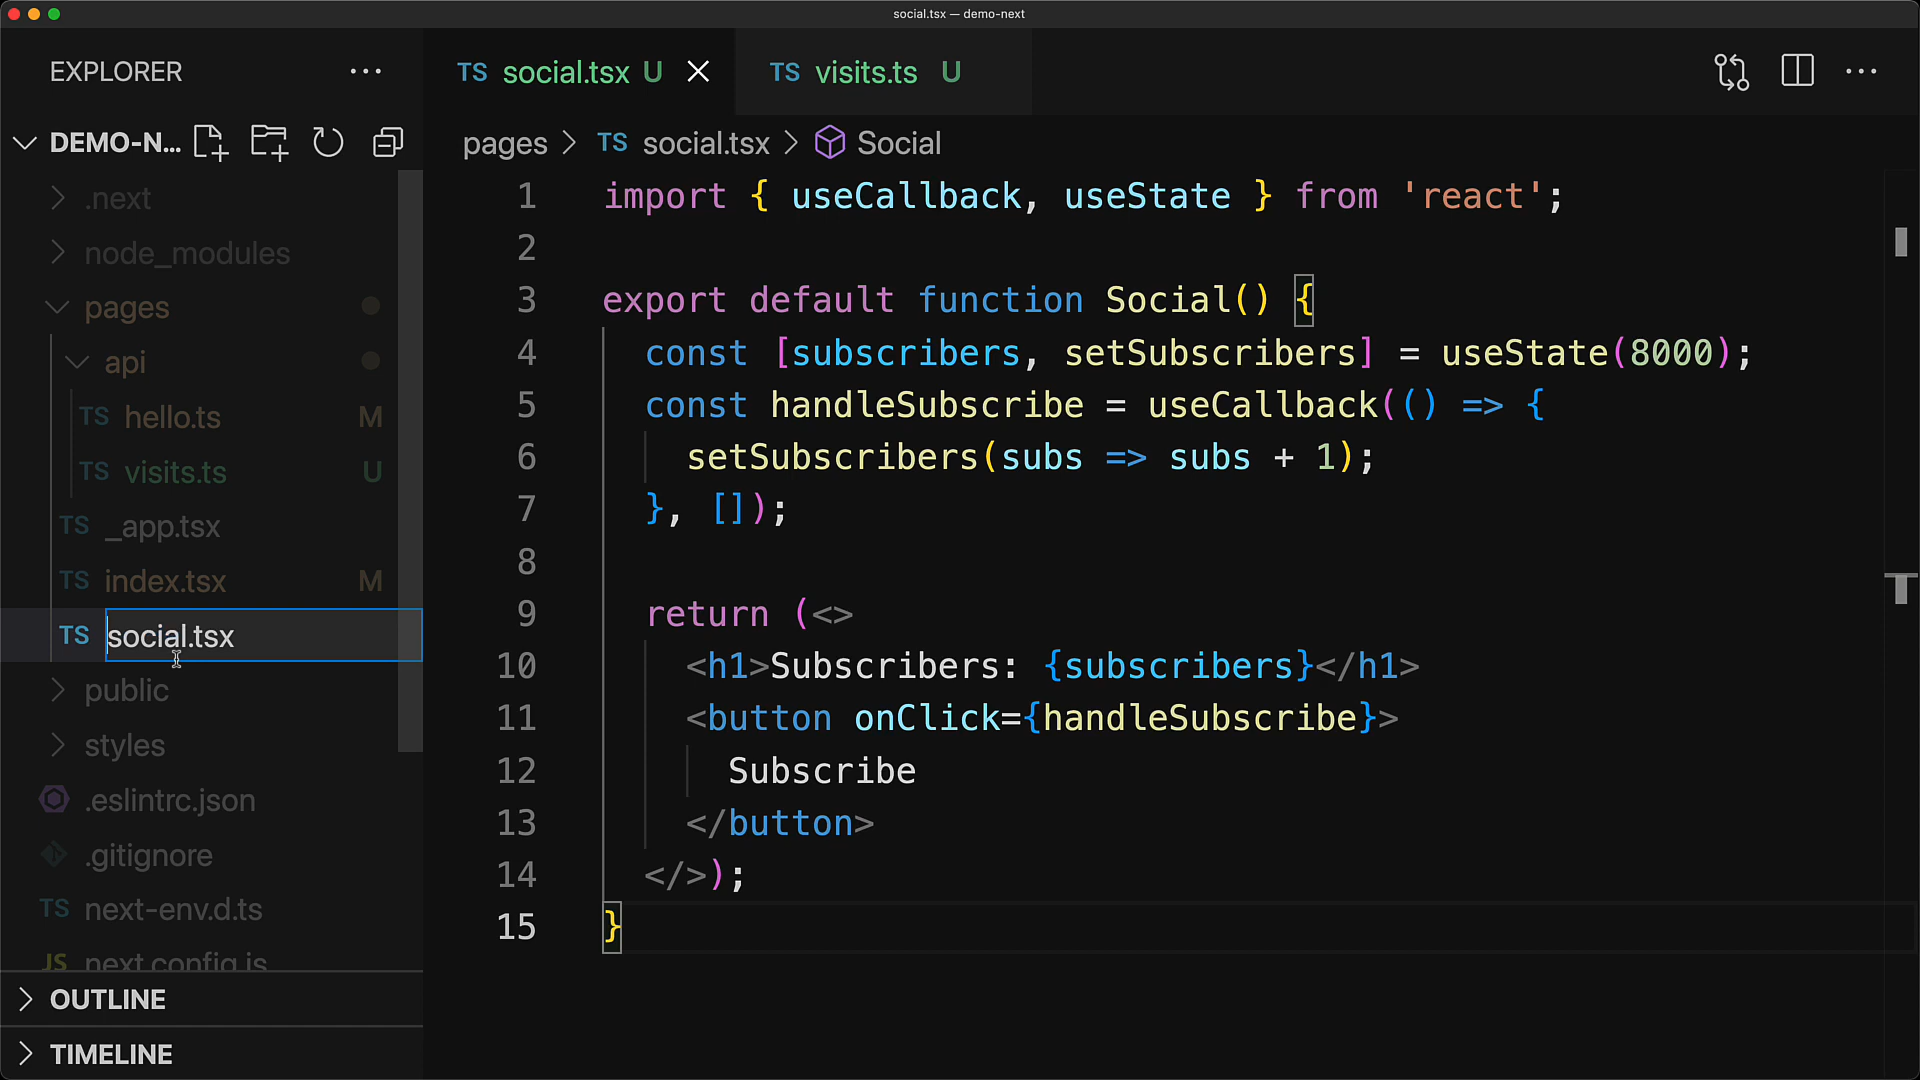 social.tsx — demo-next
EXPLORER
TS social.tsx U
TS visits.ts U
DEMO-N...
pages > TS social.tsx > Social
.next
node_modules
pages
api
TS hello.ts M
TS visits.ts U
TS _app.tsx
TS index.tsx M
TS social.tsx
public
styles
.eslintrc.json
.gitignore
TS next-env.d.ts
JS next.config.js
OUTLINE
TIMELINE
1 import { useCallback, useState } from 'react';
2
3 export default function Social() {
4 const [subscribers, setSubscribers] = useState(8000);
5 const handleSubscribe = useCallback(() => {
6 setSubscribers(subs => subs + 1);
7 }, []);
8
9 return (<>
10 <h1>Subscribers: {subscribers}</h1>
11 <button onClick={handleSubscribe}>
12 Subscribe
13 </button>
14 </>);
15 }